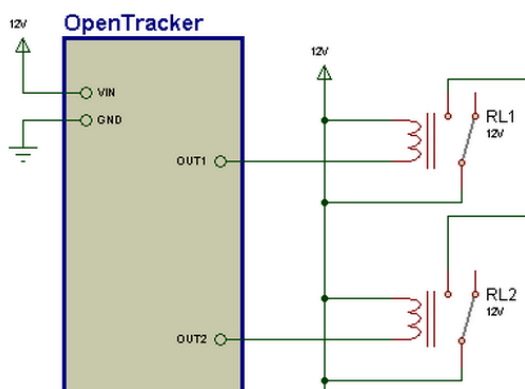 OpenTracker
12V
VIN
GND
OUT1
12V
RL1
12V
OUT2
RL2
12V